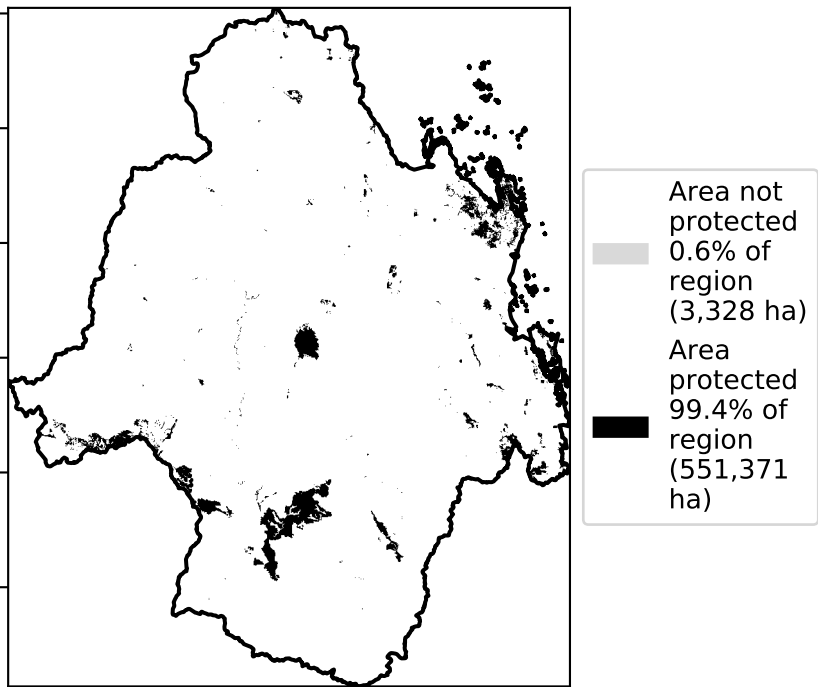 Area not
protected
0.6% of
region
(3,328 ha)
Area
protected
99.4% of
region
(551,371
ha)